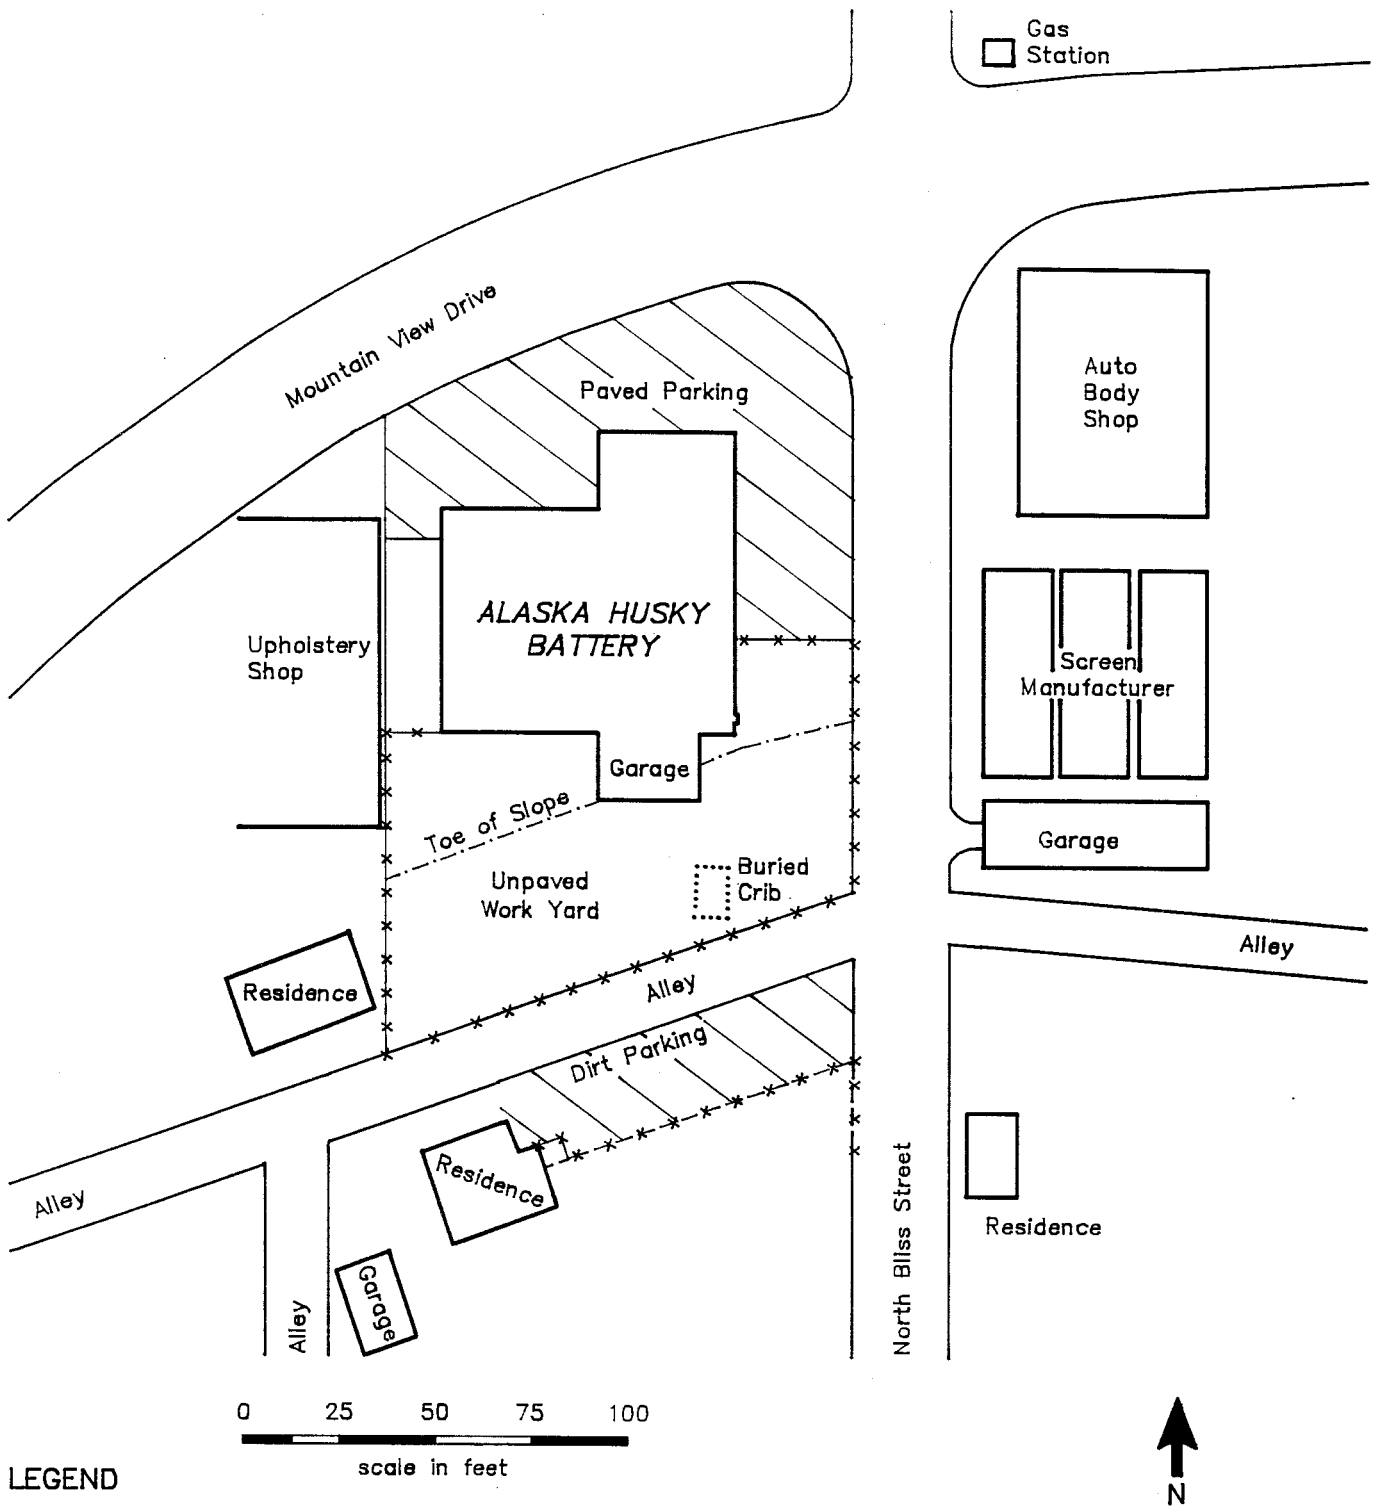 Gas
Station
Mountain View Drive
Paved Parking
Auto
Body
Shop
ALASKA HUSKY
BATTERY
Upholstery
Shop
Screen
Manufacturer
Garage
Toe of Slope
Garage
Buried
Crib
Unpaved
Work Yard
Alley
Residence
Alley
Dirt Parking
Residence
Alley
Residence
North Bliss Street
Garage
Alley
0 25 50 75 100
scale in feet
LEGEND
N